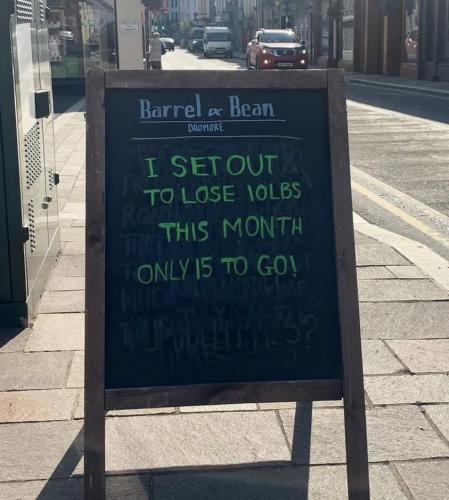 Barrel & Bean
DROMORE
I SET OUT
TO LOSE 10LBS
THIS MONTH
ONLY 15 TO GO!